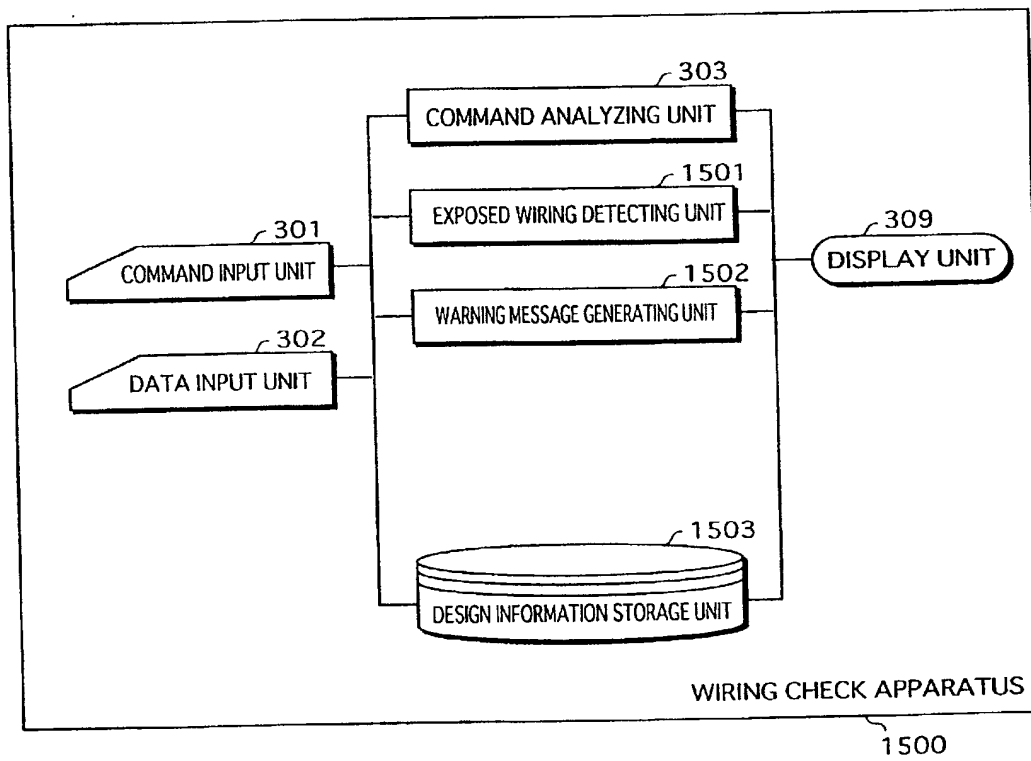 303
COMMAND ANALYZING UNIT
1501
EXPOSED WIRING DETECTING UNIT
301
COMMAND INPUT UNIT
309
DISPLAY UNIT
1502
WARNING MESSAGE GENERATING UNIT
302
DATA INPUT UNIT
1503
DESIGN INFORMATION STORAGE UNIT
WIRING CHECK APPARATUS
1500